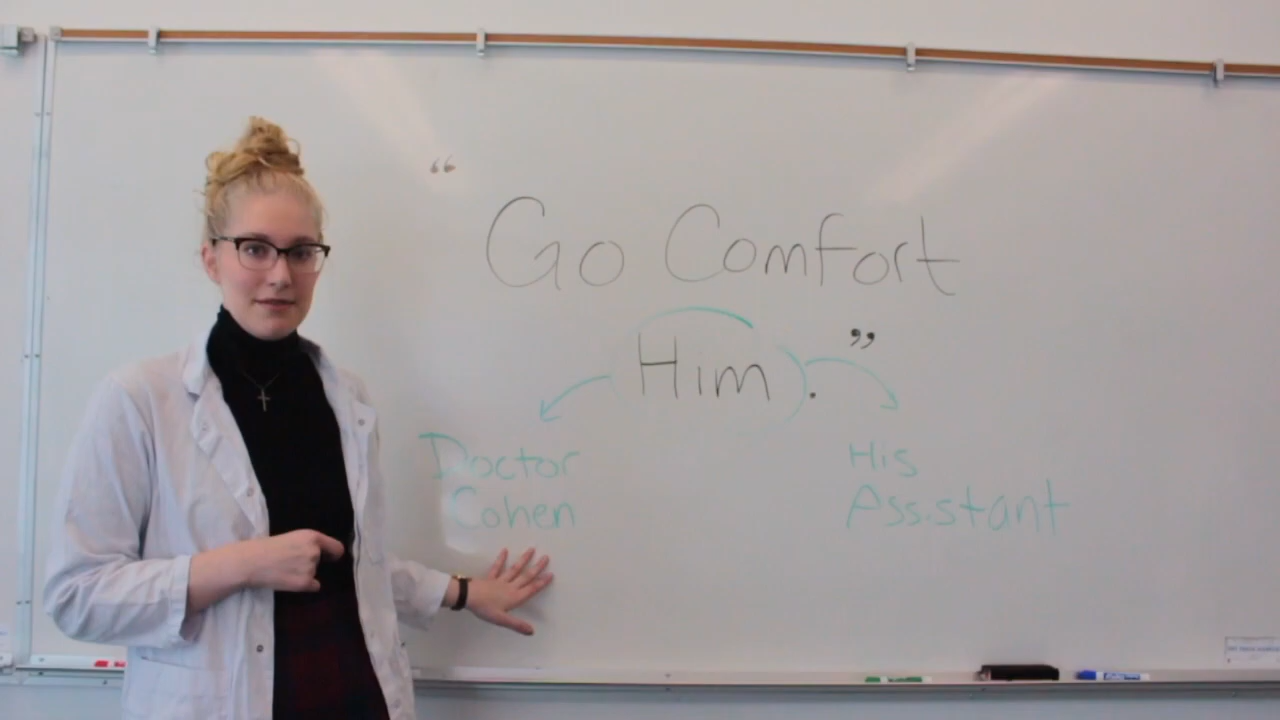 “
Go Comfort
Him. ”
Doctor
Cohen
His
Assistant